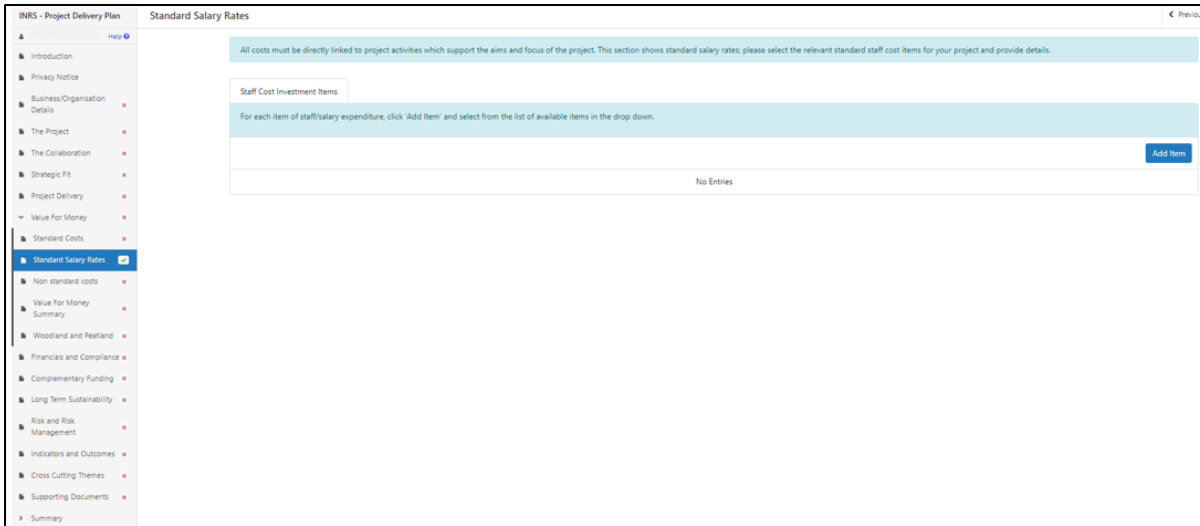 INRS - Project Delivery Plan
Standard Salary Rates
Help
Introduction
Privacy Notice
Business/Organisation
Details
The Project
The Collaboration
Strategic Fit
Project Delivery
Value For Money
Standard Costs
Standard Salary Rates
Non standard costs
Value For Money
Summary
Woodland and Peatland
Financials and Compliance
Complementary Funding
Long Term Sustainability
Risk and Risk
Management
Indicators and Outcomes
Cross Cutting Themes
Supporting Documents
Summary
All costs must be directly linked to project activities which support the aims and focus of the project. This section shows standard salary rates; please select the relevant standard staff cost items for your project and provide details.
Staff Cost Investment Items
For each item of staff/salary expenditure, click 'Add Item' and select from the list of available items in the drop down.
Add Item
No Entries